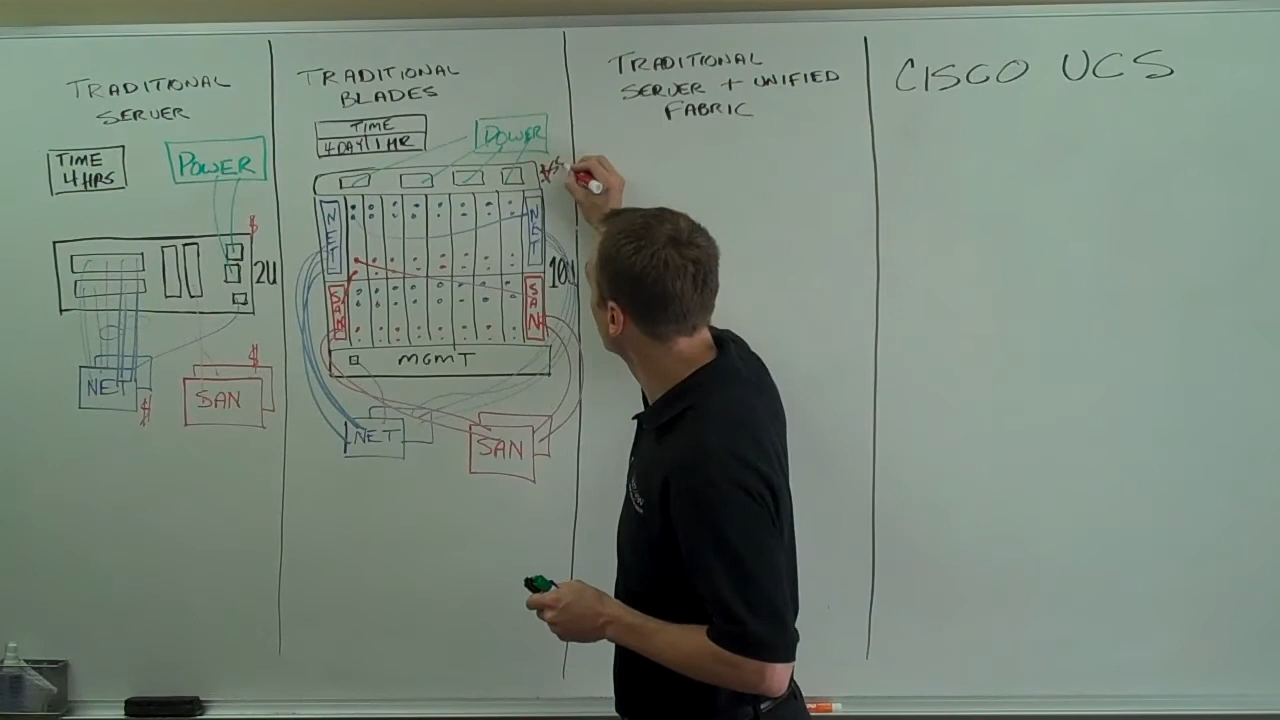 TRADITIONAL
SERVER
TIME
4 HRS
POWER
$
2U
NET
$
SAN
$
TRADITIONAL
BLADES
TIME
4 DAY 1 HR
POWER
NET
NET
SAN
SAN
10U
MGMT
NET
SAN
TRADITIONAL
SERVER + UNIFIED
FABRIC
CISCO UCS